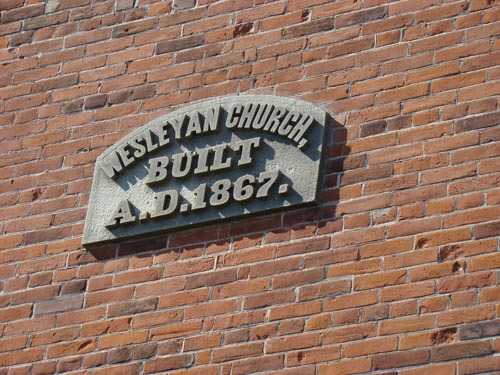 WESLEYAN CHURCH,
BUILT
A.D.1867.